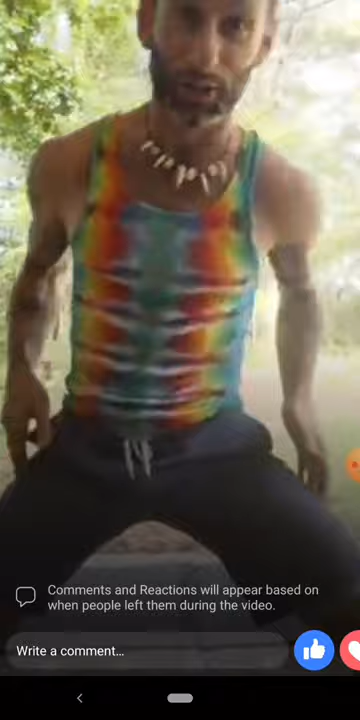 Comments and Reactions will appear based on
when people left them during the video.
Write a comment...